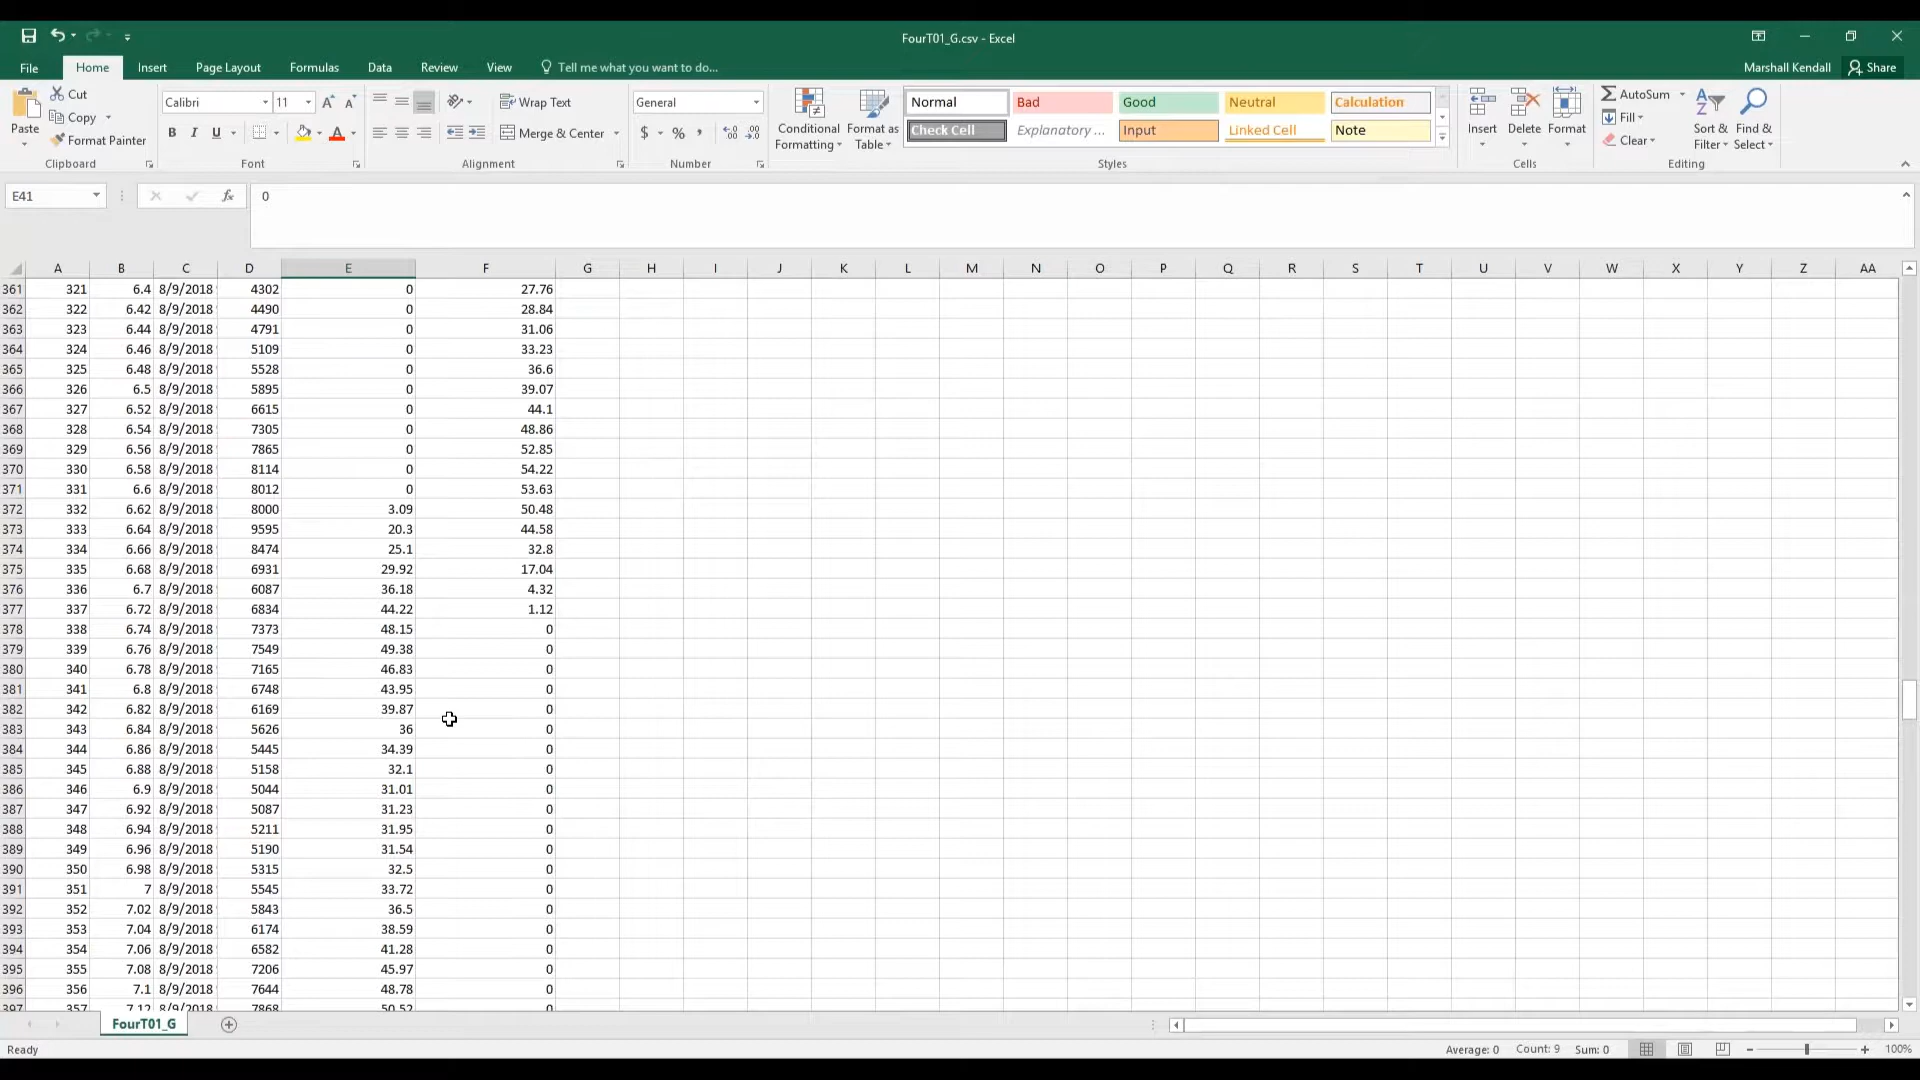 FourT01_G.csv - Excel
File Home Insert Page Layout Formulas Data Review View Tell me what you want to do... Marshall Kendall Share
Paste Cut Copy Format Painter
Calibri 11
B I U
Wrap Text
Merge & Center
General
$ %
Conditional Formatting Format as Table
Normal Bad Good Neutral Calculation
Check Cell Explanatory ... Input Linked Cell Note
Insert Delete Format
AutoSum
Fill
Clear
Sort & Filter Find & Select
Clipboard Font Alignment Number Styles Cells Editing
E41 fx 0
A B C D E F G H I J K L M N O P Q R S T U V W X Y Z AA
361 321 6.4 8/9/2018 4302 0 27.76
362 322 6.42 8/9/2018 4490 0 28.84
363 323 6.44 8/9/2018 4791 0 31.06
364 324 6.46 8/9/2018 5109 0 33.23
365 325 6.48 8/9/2018 5528 0 36.6
366 326 6.5 8/9/2018 5895 0 39.07
367 327 6.52 8/9/2018 6615 0 44.1
368 328 6.54 8/9/2018 7305 0 48.86
369 329 6.56 8/9/2018 7865 0 52.85
370 330 6.58 8/9/2018 8114 0 54.22
371 331 6.6 8/9/2018 8012 0 53.63
372 332 6.62 8/9/2018 8000 3.09 50.48
373 333 6.64 8/9/2018 9595 20.3 44.58
374 334 6.66 8/9/2018 8474 25.1 32.8
375 335 6.68 8/9/2018 6931 29.92 17.04
376 336 6.7 8/9/2018 6087 36.18 4.32
377 337 6.72 8/9/2018 6834 44.22 1.12
378 338 6.74 8/9/2018 7373 48.15 0
379 339 6.76 8/9/2018 7549 49.38 0
380 340 6.78 8/9/2018 7165 46.83 0
381 341 6.8 8/9/2018 6748 43.95 0
382 342 6.82 8/9/2018 6169 39.87 0
383 343 6.84 8/9/2018 5626 36 0
384 344 6.86 8/9/2018 5445 34.39 0
385 345 6.88 8/9/2018 5158 32.1 0
386 346 6.9 8/9/2018 5044 31.01 0
387 347 6.92 8/9/2018 5087 31.23 0
388 348 6.94 8/9/2018 5211 31.95 0
389 349 6.96 8/9/2018 5190 31.54 0
390 350 6.98 8/9/2018 5315 32.5 0
391 351 7 8/9/2018 5545 33.72 0
392 352 7.02 8/9/2018 5843 36.5 0
393 353 7.04 8/9/2018 6174 38.59 0
394 354 7.06 8/9/2018 6582 41.28 0
395 355 7.08 8/9/2018 7206 45.97 0
396 356 7.1 8/9/2018 7644 48.78 0
397 357 7.12 8/9/2018 7868 50.52 0
FourT01_G
Ready Average: 0 Count: 9 Sum: 0 100%